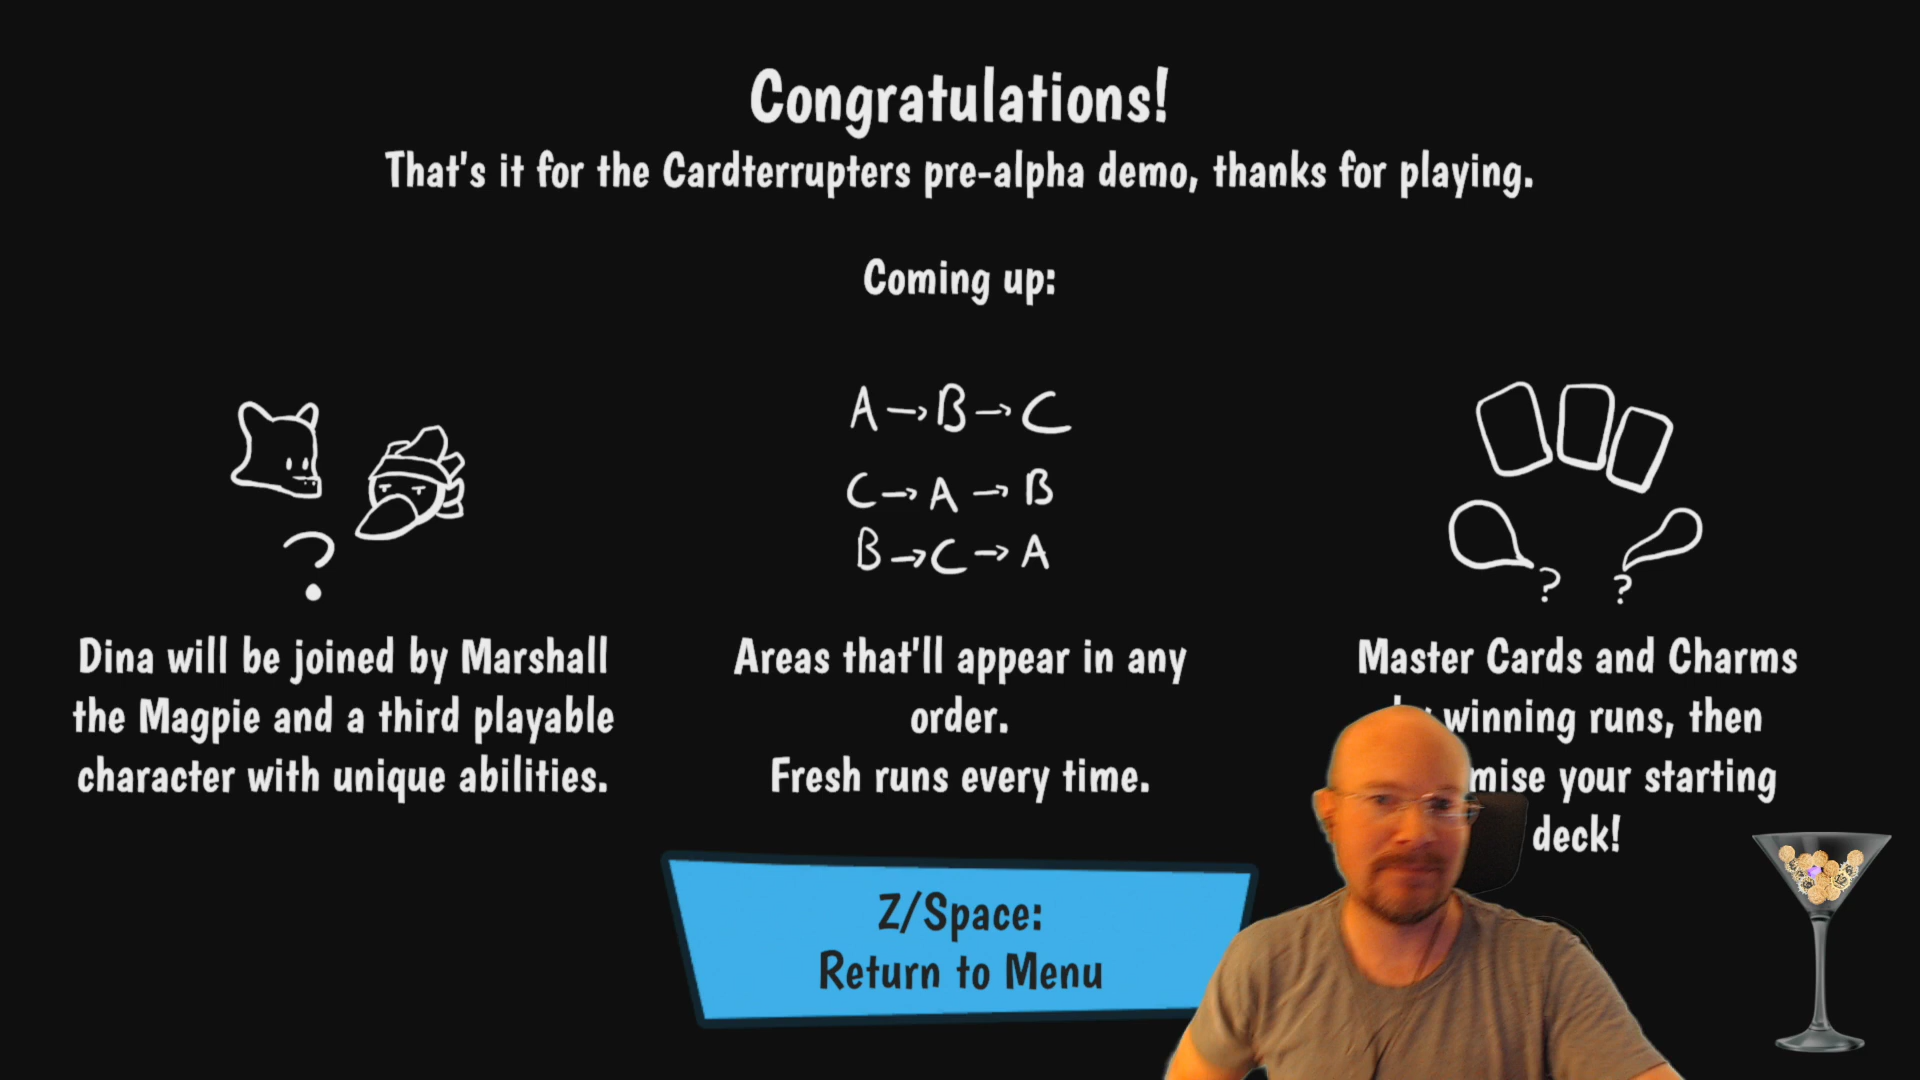 Congratulations!
That's it for the Cardterrupters pre-alpha demo, thanks for playing.
Coming up:
A→B→C
C→A→B
B→C→A
?
? ?
Dina will be joined by Marshall
the Magpie and a third playable
character with unique abilities.
Areas that'll appear in any
order.
Fresh runs every time.
Master Cards and Charms
winning runs, then
your starting
deck!
Z/Space:
Return to Menu